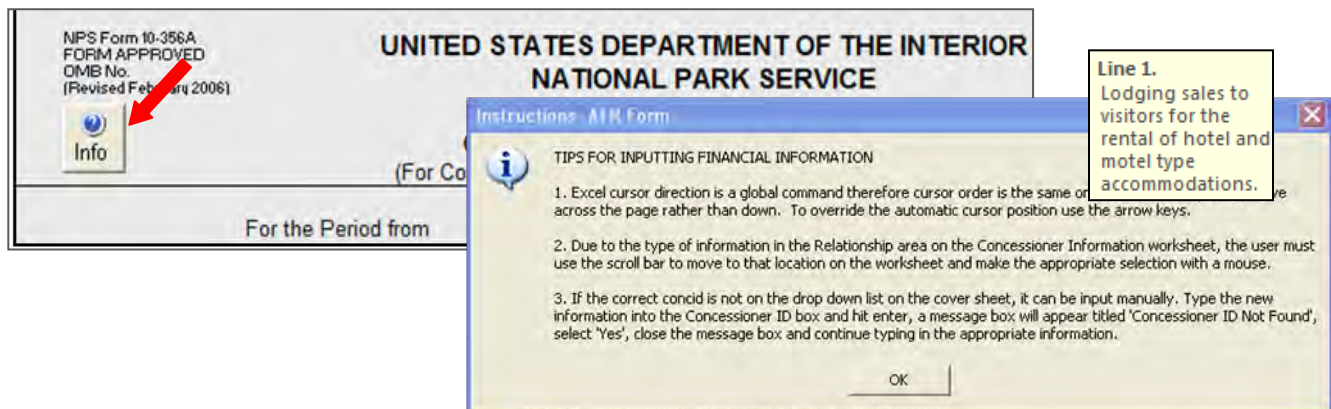 NPS Form 10-356A
FORM APPROVED
OMB No.
(Revised February 2006)
Info
UNITED STATES DEPARTMENT OF THE INTERIOR
NATIONAL PARK SERVICE
(For Co
For the Period from
Line 1.
Lodging sales to
visitors for the
rental of hotel and
motel type
accommodations.
Instructions AFR Form
TIPS FOR INPUTTING FINANCIAL INFORMATION
1. Excel cursor direction is a global command therefore cursor order is the same or ve
across the page rather than down. To override the automatic cursor position use the arrow keys.
2. Due to the type of information in the Relationship area on the Concessioner Information worksheet, the user must
use the scroll bar to move to that location on the worksheet and make the appropriate selection with a mouse.
3. If the correct concid is not on the drop down list on the cover sheet, it can be input manually. Type the new
information into the Concessioner ID box and hit enter, a message box will appear titled 'Concessioner ID Not Found',
select 'Yes', close the message box and continue typing in the appropriate information.
OK